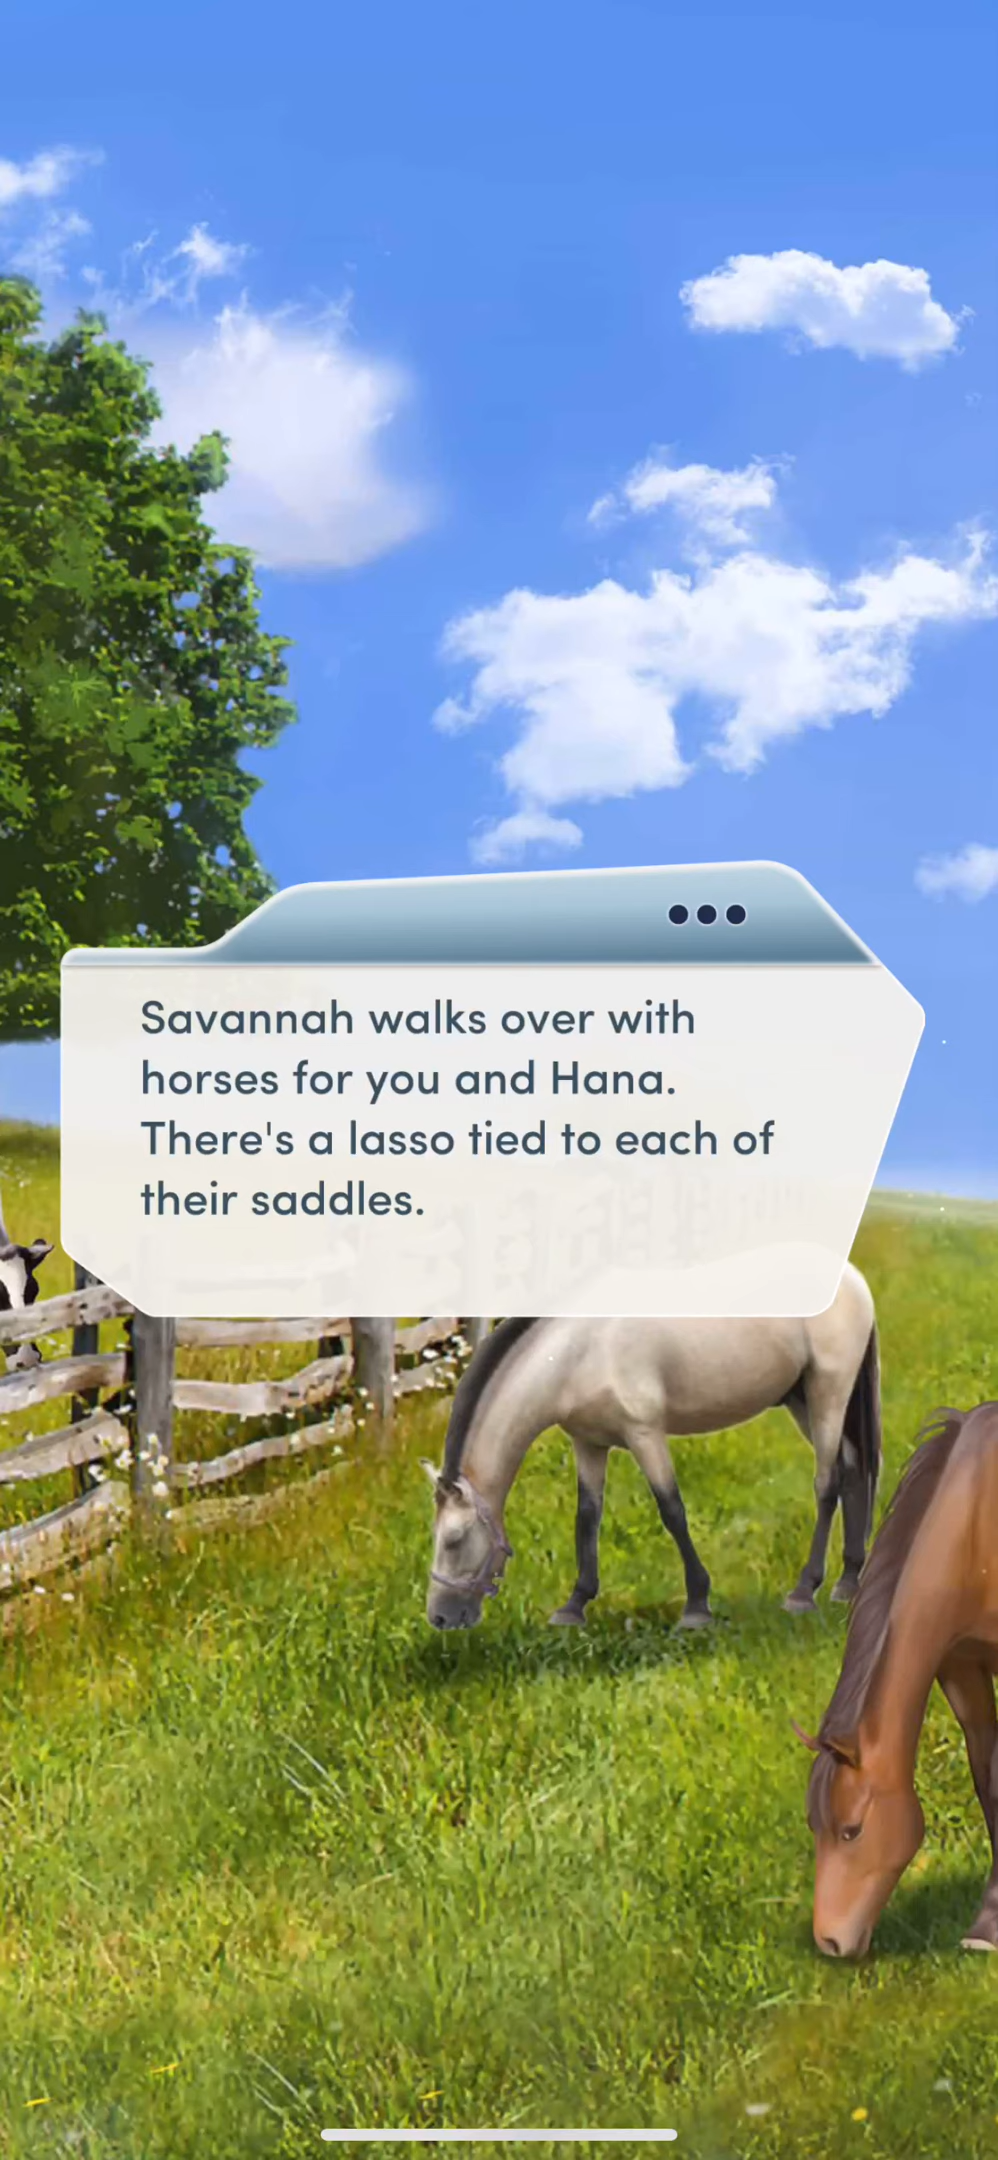 Savannah walks over with
horses for you and Hana.
There's a lasso tied to each of
their saddles.